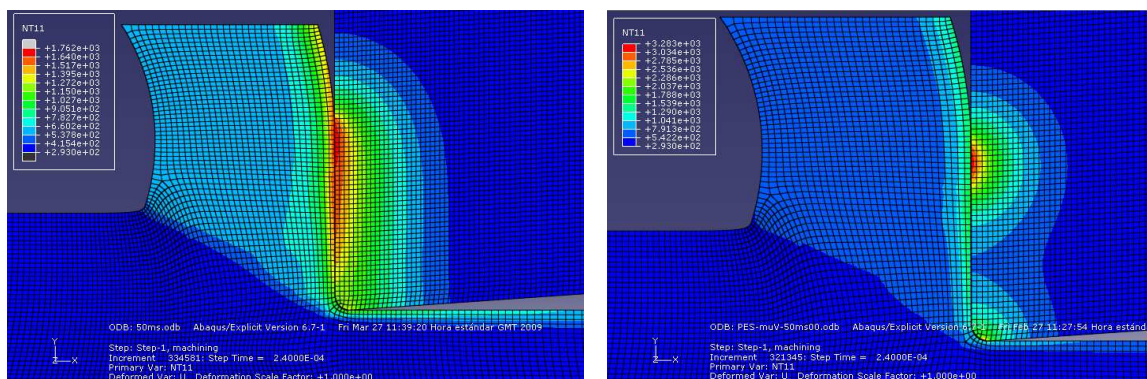 NT11
+1.762e+03
+1.640e+03
+1.517e+03
+1.395e+03
+1.272e+03
+1.150e+03
+1.027e+03
+9.051e+02
+7.827e+02
+6.602e+02
+5.378e+02
+4.154e+02
+2.930e+02
ODB: 50ms.odb Abaqus/Explicit Version 6.7-1 Fri Mar 27 11:39:20 Hora estándar GMT 2009
Step: Step-1, machining
Increment 334581: Step Time = 2.4000E-04
Primary Var: NT11
Deformed Var: U Deformation Scale Factor: +1.000e+00
Y
Z X
NT11
+3.283e+03
+3.034e+03
+2.785e+03
+2.536e+03
+2.286e+03
+2.037e+03
+1.788e+03
+1.539e+03
+1.290e+03
+1.041e+03
+7.913e+02
+5.422e+02
+2.930e+02
ODB: PES-muV-50ms00.odb Abaqus/Explicit Version Feb 27 11:27:54 Hora estánd
Step: Step-1, machining
Increment 321345: Step Time = 2.4000E-04
Primary Var: NT11
Deformed Var: U Deformation Scale Factor: +1.000e+00
Y
Z X